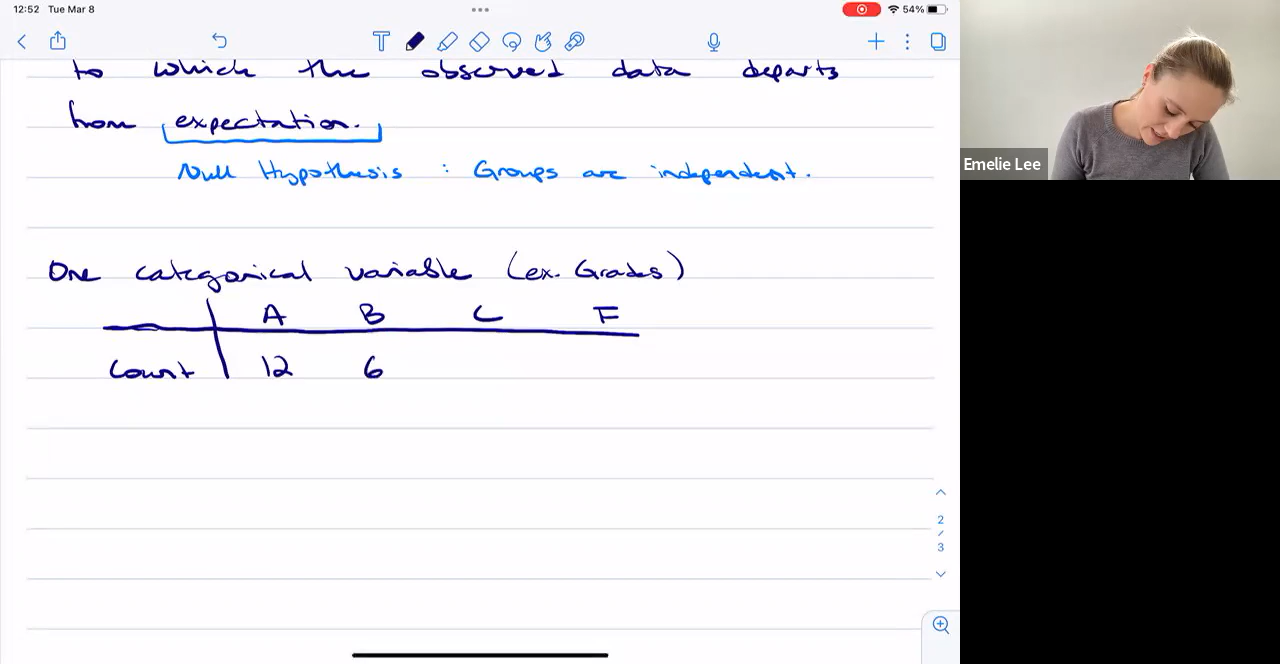 12:52 Tue Mar 8
54%
to which the observed data departs
from expectation.
Null Hypothesis : Groups are independent.
One categorical variable (ex. Grades)
A B C F
Count 12 6
2
/
3
Emelie Lee